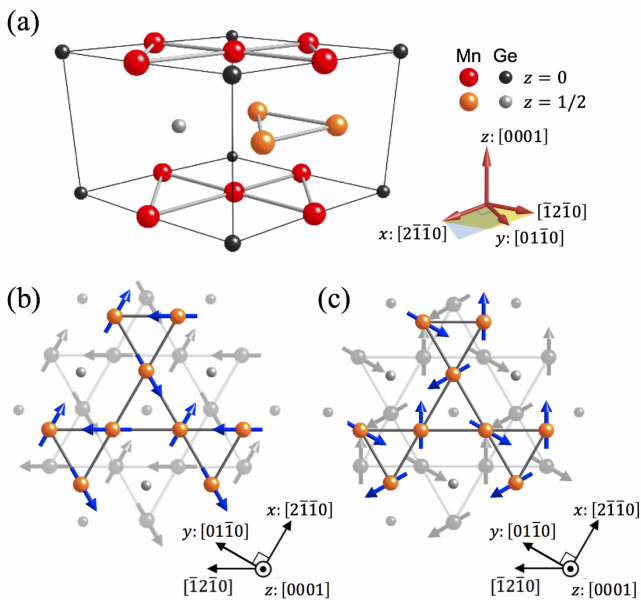 (a)
Mn Ge
z = 0
z = 1/2
z: [0001]
[1̅21̅0]
x: [21̅1̅0]
y: [011̅0]
(b)
(c)
x: [21̅1̅0]
y: [011̅0]
[1̅21̅0]
z: [0001]
x: [21̅1̅0]
y: [011̅0]
[1̅21̅0]
z: [0001]